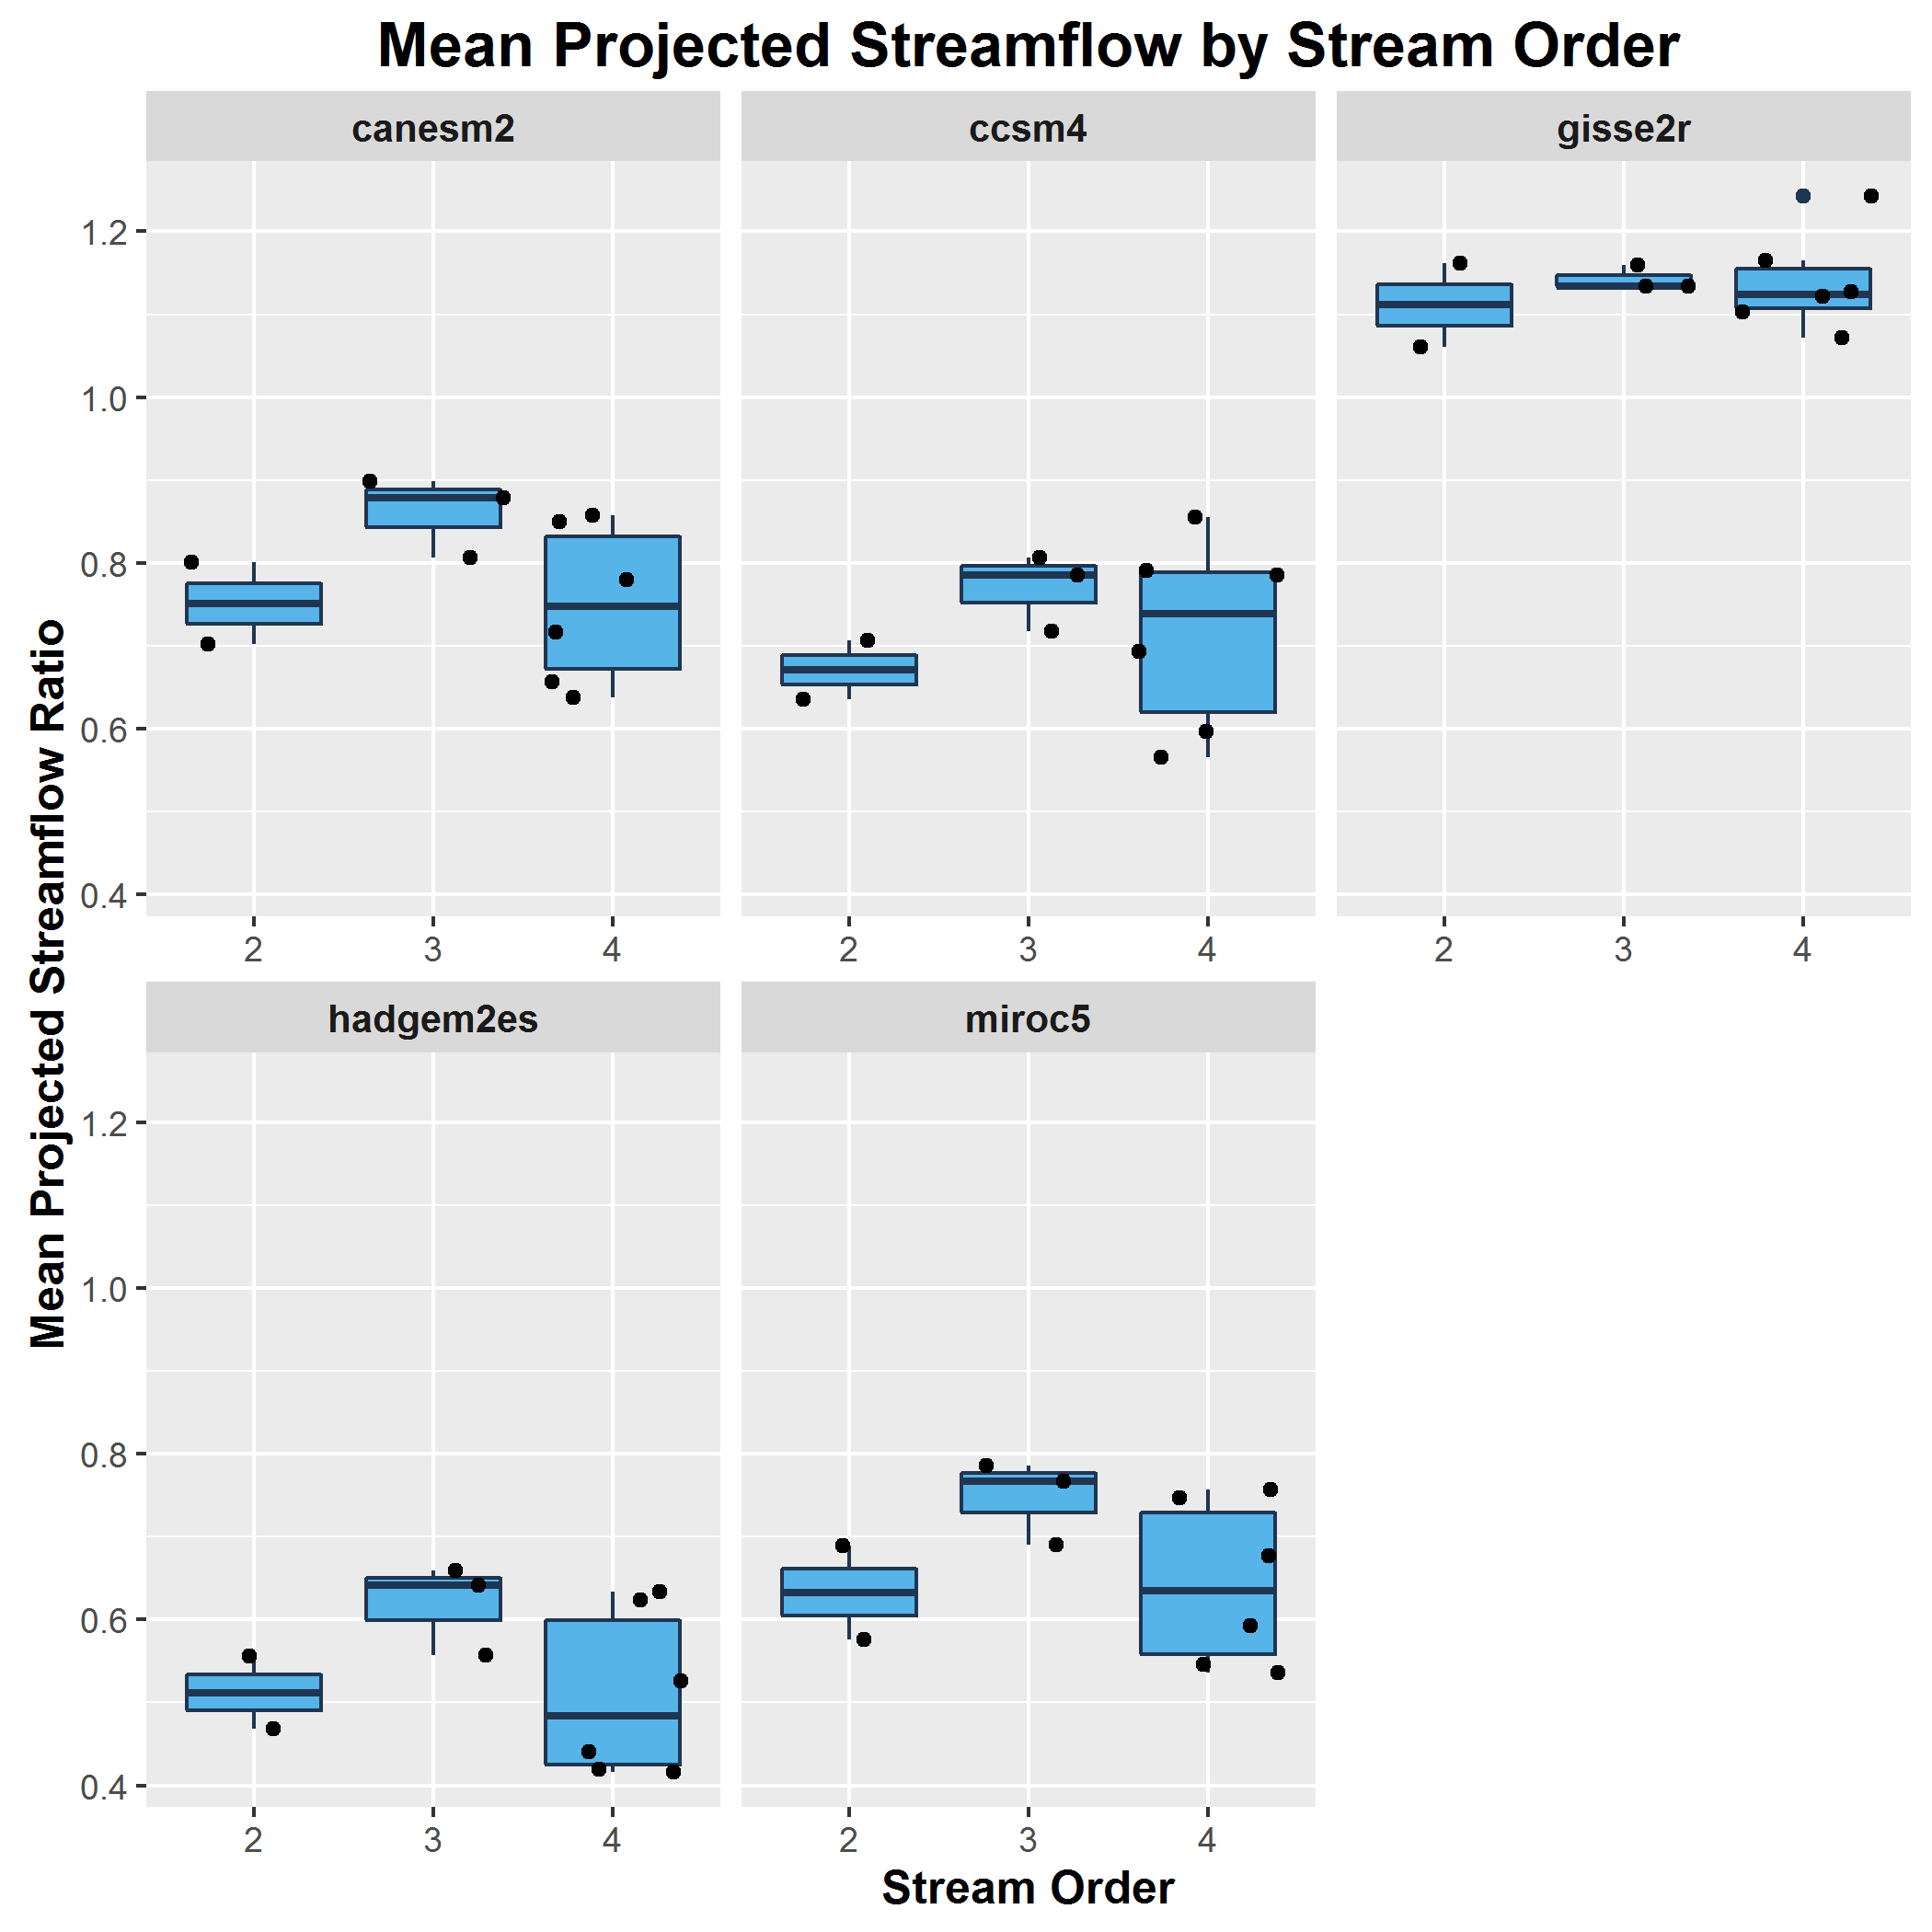 Mean Projected Streamflow by Stream Order
canesm2
ccsm4
gisse2r
1.2
1.0
0.8
0.6
0.4
2 3 4
2 3 4
2 3 4
Mean Projected Streamflow Ratio
hadgem2es
miroc5
1.2
1.0
0.8
0.6
0.4
2 3 4
2 3 4
Stream Order